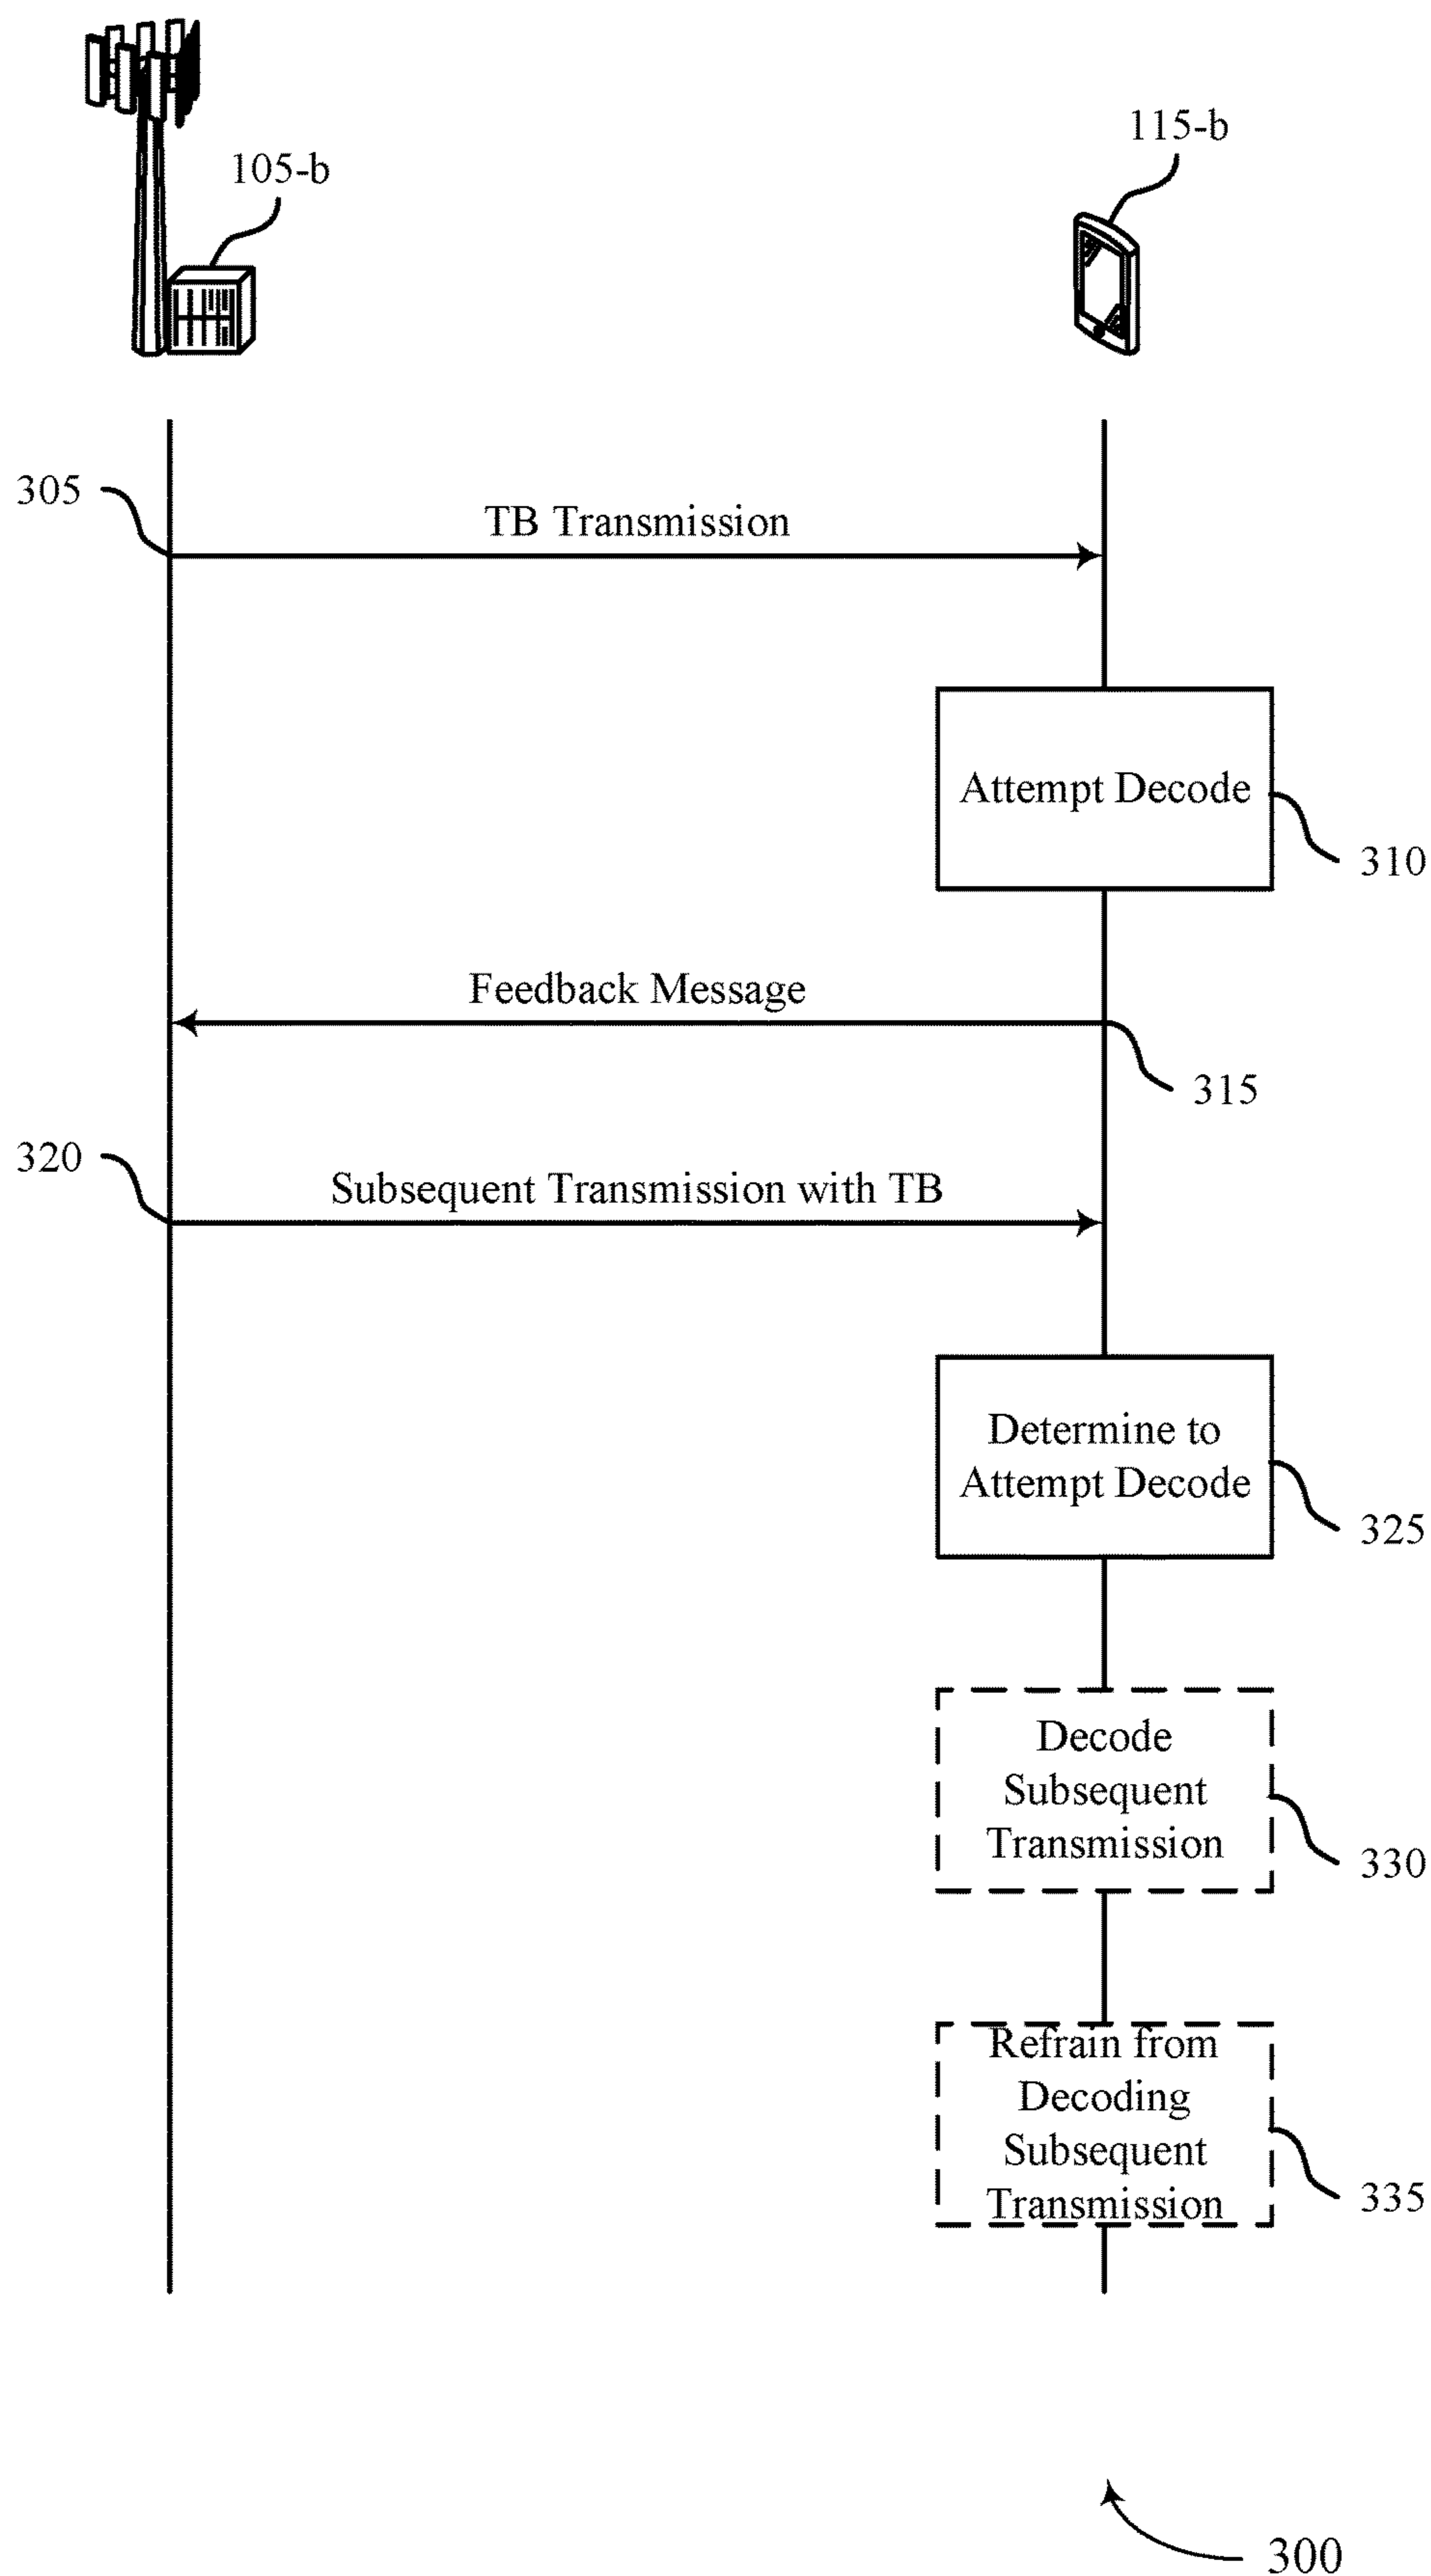 115-b
105-b
305
TB Transmission
Attempt Decode
310
Feedback Message
315
320
Subsequent Transmission with TB
Determine to
Attempt Decode
325
Decode
Subsequent
Transmission
330
Refrain from
Decoding
Subsequent
Transmission
335
300